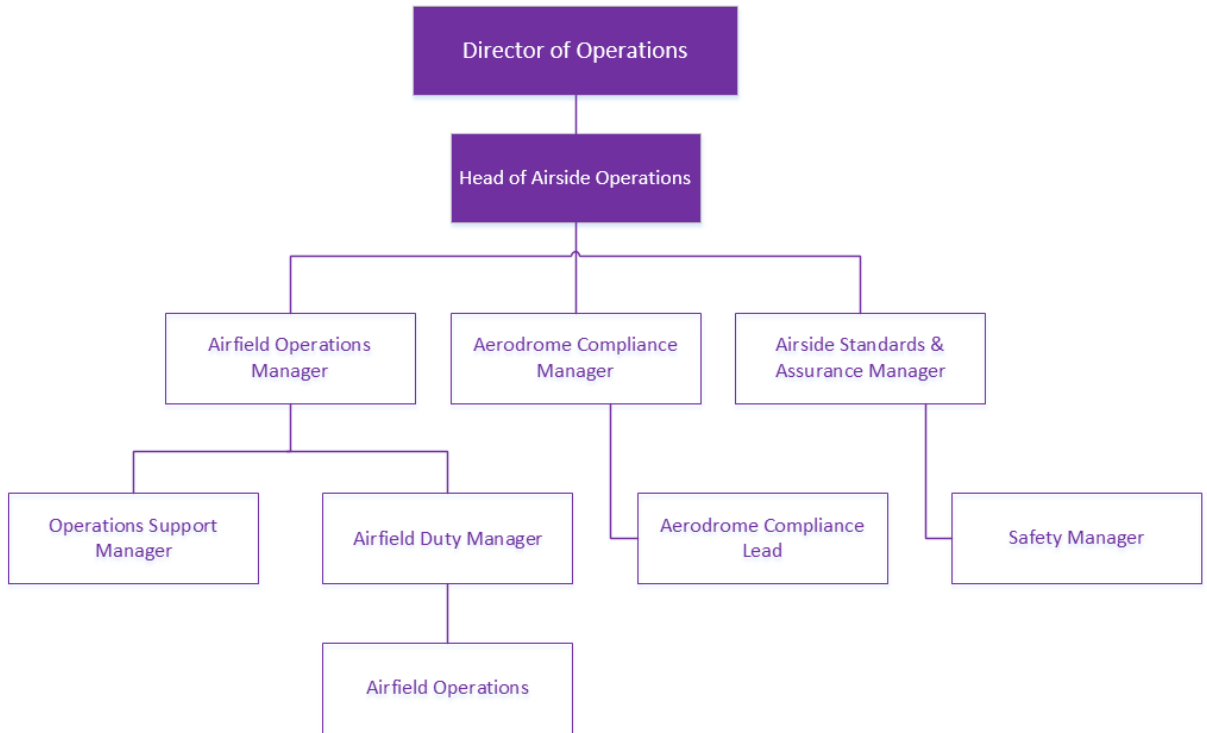 Director of Operations
Head of Airside Operations
Airfield Operations
Manager
Aerodrome Compliance
Manager
Airside Standards &
Assurance Manager
Operations Support
Manager
Airfield Duty Manager
Aerodrome Compliance
Lead
Safety Manager
Airfield Operations